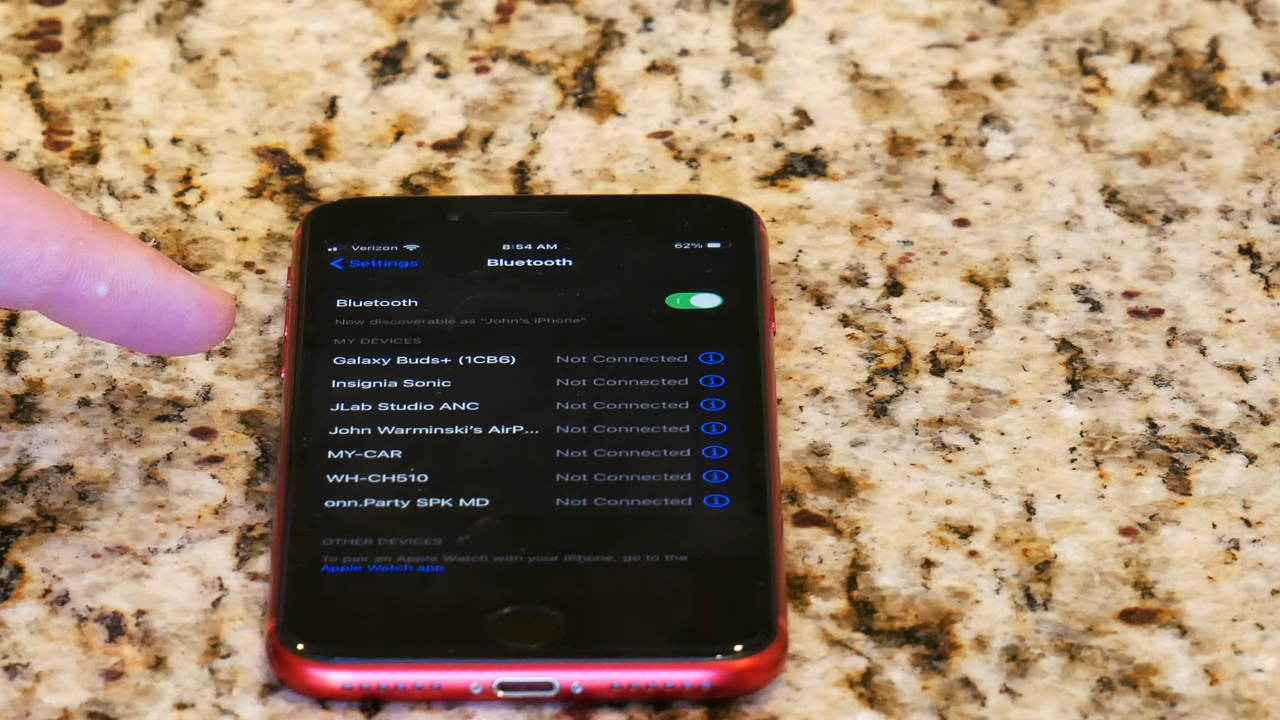 Verizon 8:54 AM 62%
Settings Bluetooth
Bluetooth
Now discoverable as "John's iPhone".
MY DEVICES
Galaxy Buds+ (1CB6) Not Connected
Insignia Sonic Not Connected
JLab Studio ANC Not Connected
John Warminski's AirP... Not Connected
MY-CAR Not Connected
WH-CH510 Not Connected
onn.Party SPK MD Not Connected
OTHER DEVICES
To pair an Apple Watch with your iPhone, go to the
Apple Watch app